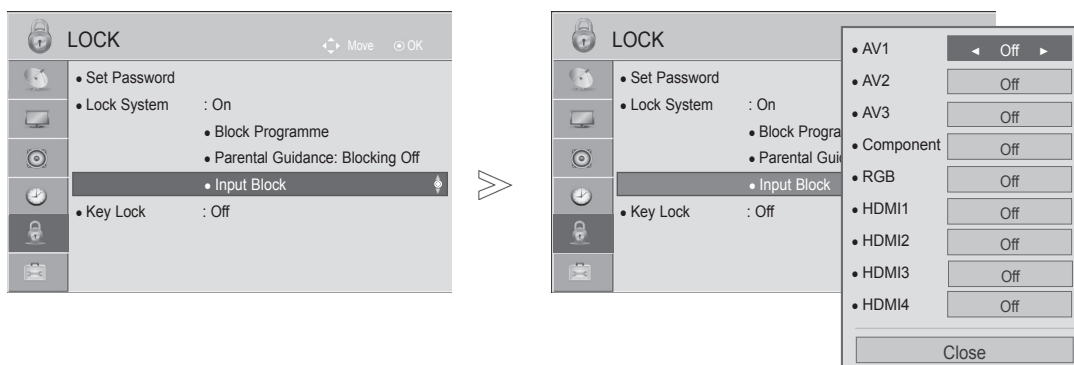 LOCK
Move OK
• Set Password
• Lock System : On
• Block Programme
• Parental Guidance: Blocking Off
• Input Block
• Key Lock : Off
LOCK
• Set Password
• Lock System : On
• Block Progra
• Parental Guid
• Input Block
• Key Lock : Off
• AV1 ◄ Off ►
• AV2 Off
• AV3 Off
• Component Off
• RGB Off
• HDMI1 Off
• HDMI2 Off
• HDMI3 Off
• HDMI4 Off
Close